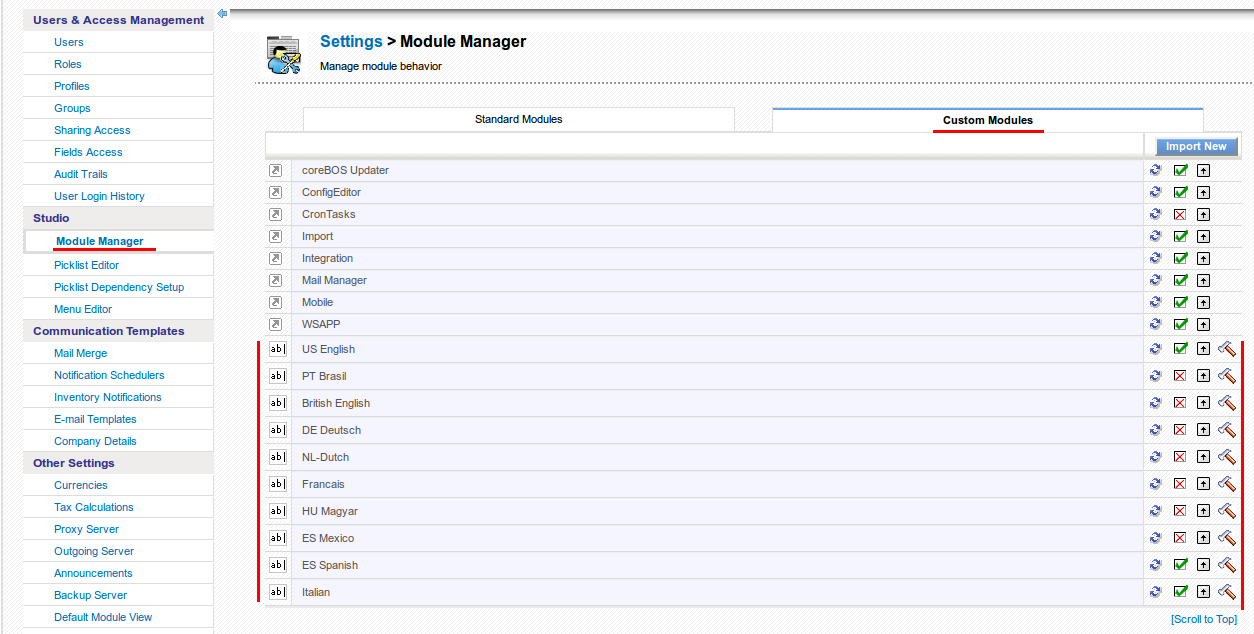 Users & Access Management
Users
Roles
Profiles
Groups
Sharing Access
Fields Access
Audit Trails
User Login History
Studio
Module Manager
Picklist Editor
Picklist Dependency Setup
Menu Editor
Communication Templates
Mail Merge
Notification Schedulers
Inventory Notifications
E-mail Templates
Company Details
Other Settings
Currencies
Tax Calculations
Proxy Server
Outgoing Server
Announcements
Backup Server
Default Module View
Settings > Module Manager
Manage module behavior
Standard Modules
Custom Modules
Import New
coreBOS Updater
ConfigEditor
CronTasks
Import
Integration
Mail Manager
Mobile
WSAPP
ab| US English
ab| PT Brasil
ab| British English
ab| DE Deutsch
ab| NL-Dutch
ab| Francais
ab| HU Magyar
ab| ES Mexico
ab| ES Spanish
ab| Italian
[Scroll to Top]